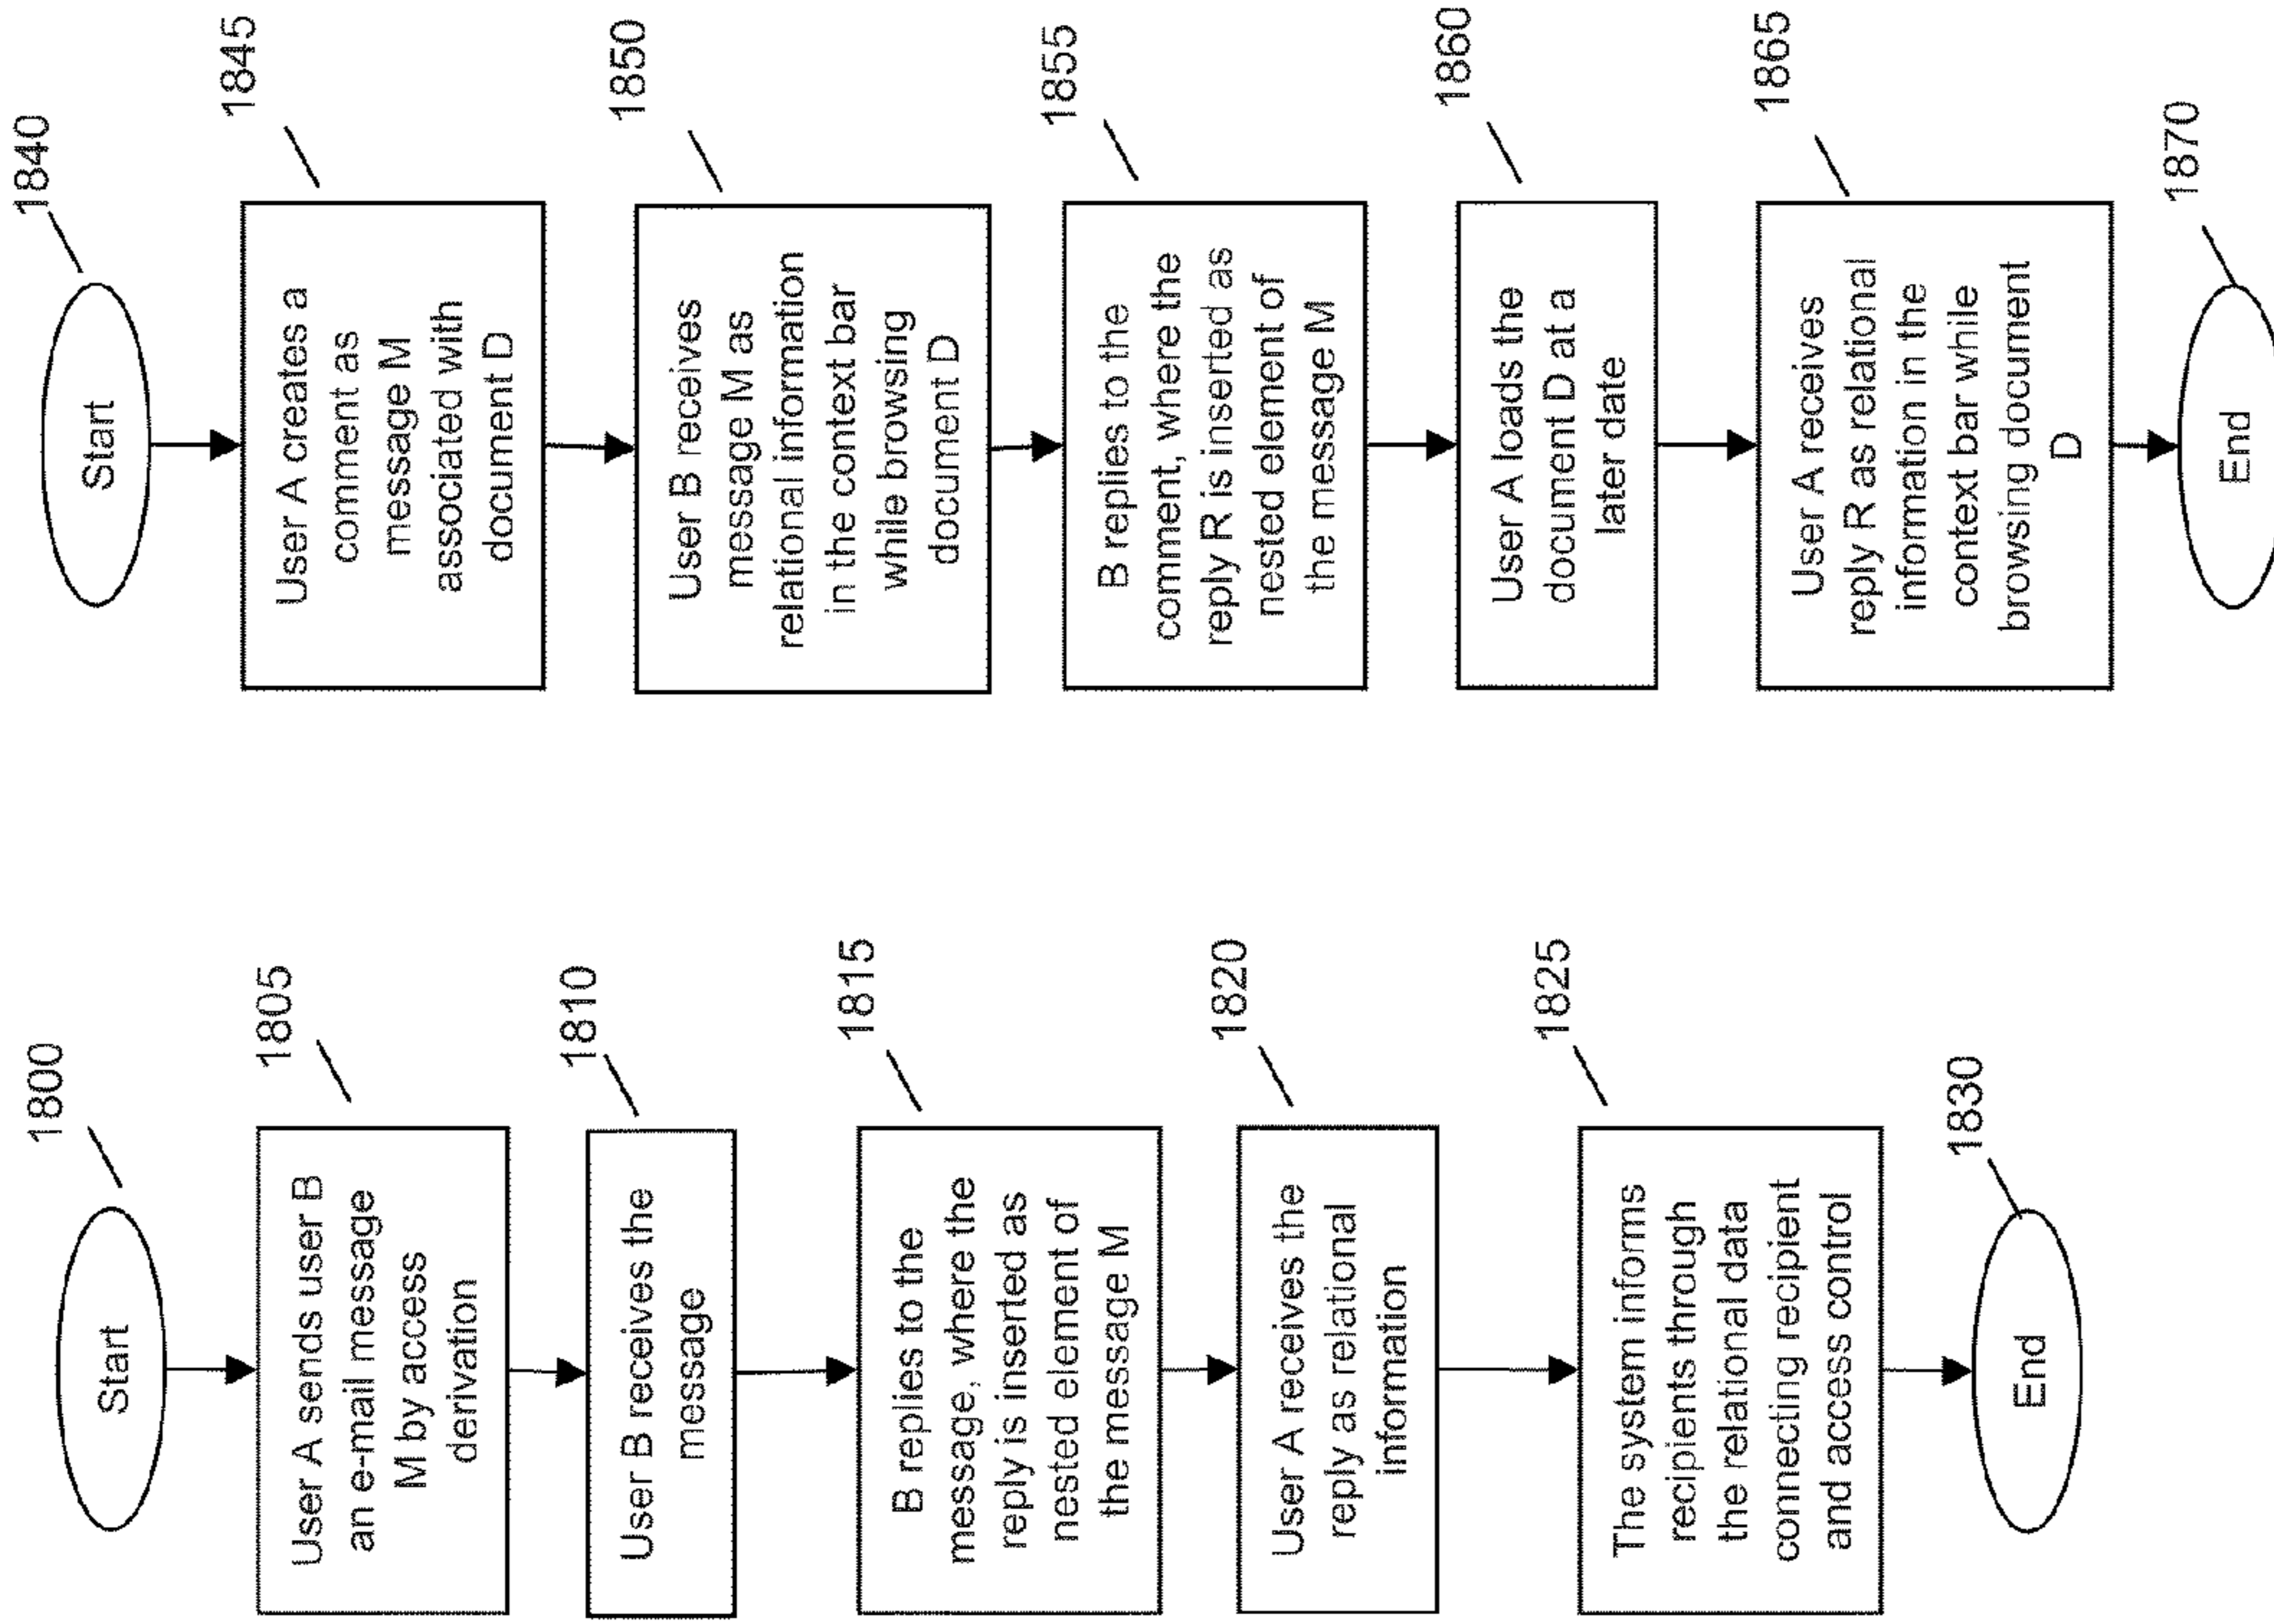 1800
Start
1805
User A sends user B
an e-mail message
M by access
derivation
1810
User B receives the
message
1815
B replies to the
message, where the
reply is inserted as
nested element of
the message M
1820
User A receives the
reply as relational
information
1825
The system informs
recipients through
the relational data
connecting recipient
and access control
1830
End
1840
Start
1845
User A creates a
comment as
message M
associated with
document D
1850
User B receives
message M as
relational information
in the context bar
while browsing
document D
1855
B replies to the
comment, where the
reply R is inserted as
nested element of
the message M
1860
User A loads the
document D at a
later date
1865
User A receives
reply R as relational
information in the
context bar while
browsing document
D
1870
End